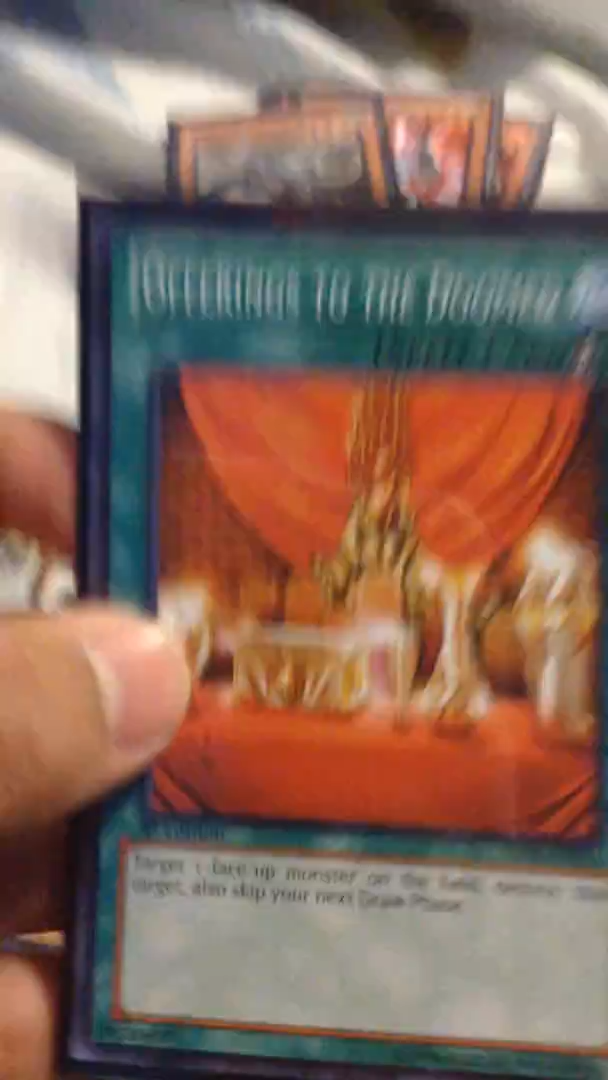 OFFERINGS TO THE DOOMED
Target 1 face-up monster on the field; destroy
target, also skip your next Draw Phase.